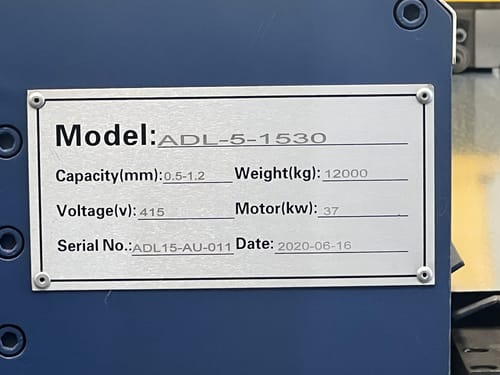 Model: ADL-5-1530
Capacity(mm): 0.5-1.2 Weight(kg): 12000
Voltage(v): 415 Motor(kw): 37
Serial No.: ADL15-AU-011 Date: 2020-06-16